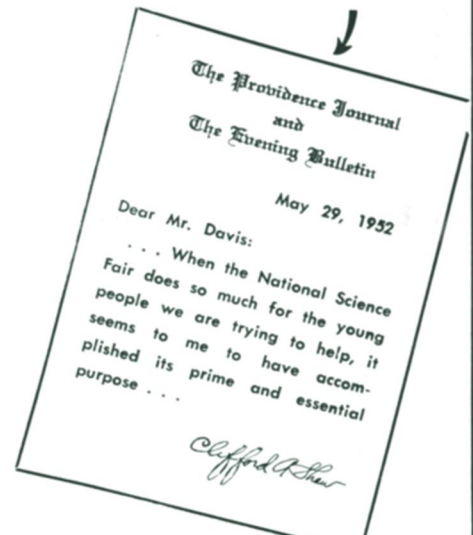 The Providence Journal
and
The Evening Bulletin
May 29, 1952
Dear Mr. Davis:
. . . When the National Science
Fair does so much for the young
people we are trying to help, it
seems to me to have accom-
plished its prime and essential
purpose . . .
Clifford A Shaw